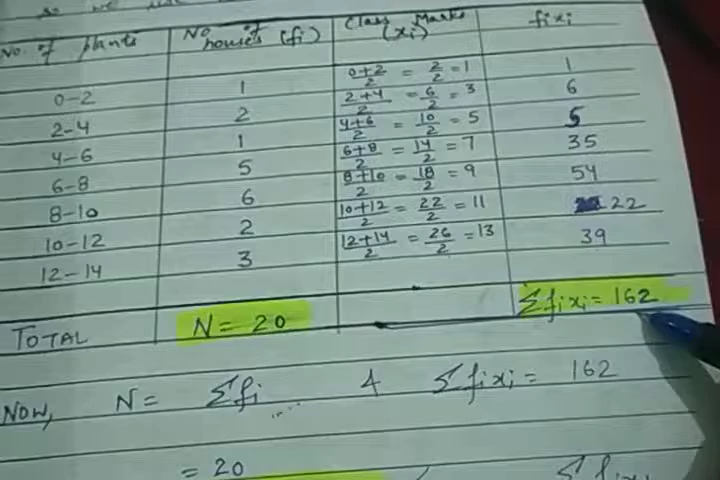 so we use
No. of plants No of houses (fi) Class Marks (xi) fixi
0-2 1 0+2/2 = 2/2 = 1 1
2-4 2 2+4/2 = 6/2 = 3 6
4-6 1 4+6/2 = 10/2 = 5 5
6-8 5 6+8/2 = 14/2 = 7 35
8-10 6 8+10/2 = 18/2 = 9 54
10-12 2 10+12/2 = 22/2 = 11 22
12-14 3 12+14/2 = 26/2 = 13 39
TOTAL N = 20 Σfixi = 162
NOW, N = Σfi & Σfixi = 162
= 20 Σfixi